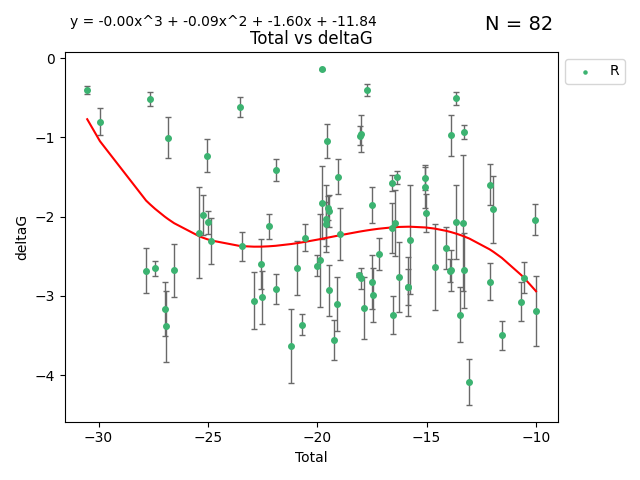 y = -0.00x^3 + -0.09x^2 + -1.60x + -11.84
N = 82
Total vs deltaG
R
0
−1
−2
−3
−4
deltaG
−30
−25
−20
−15
−10
Total